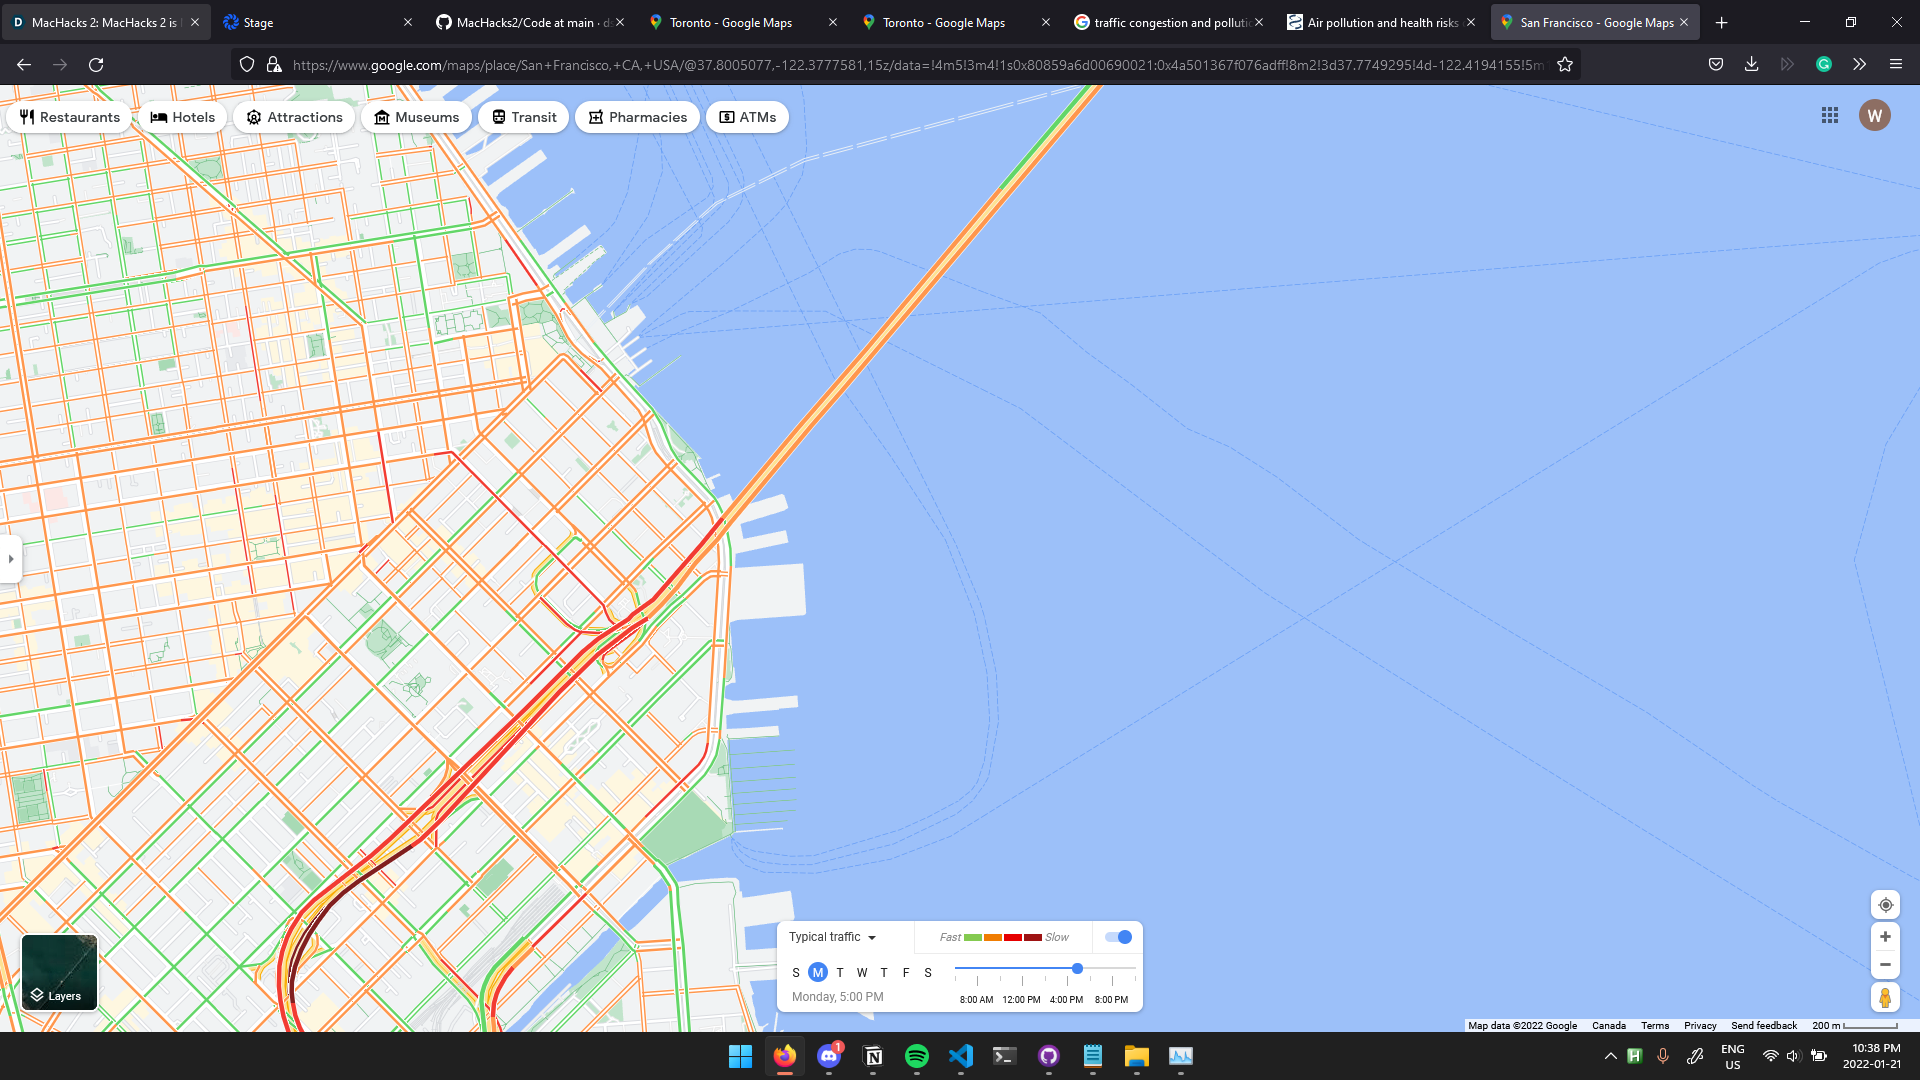 MacHacks 2: MacHacks 2 is
Stage
MacHacks2/Code at main · ds
Toronto - Google Maps
Toronto - Google Maps
traffic congestion and pollutio
Air pollution and health risks
San Francisco - Google Maps
https://www.google.com/maps/place/San+Francisco,+CA,+USA/@37.8005077,-122.3777581,15z/data=!4m5!3m4!1s0x80859a6d00690021:0x4a501367f076adff!8m2!3d37.7749295!4d-122.4194155!5m1
Restaurants
Hotels
Attractions
Museums
Transit
Pharmacies
ATMs
W
Layers
Typical traffic
Fast
Slow
S M T W T F S
Monday, 5:00 PM
8:00 AM 12:00 PM 4:00 PM 8:00 PM
Map data ©2022 Google Canada Terms Privacy Send feedback 200 m
1
ENG
US
10:38 PM
2022-01-21